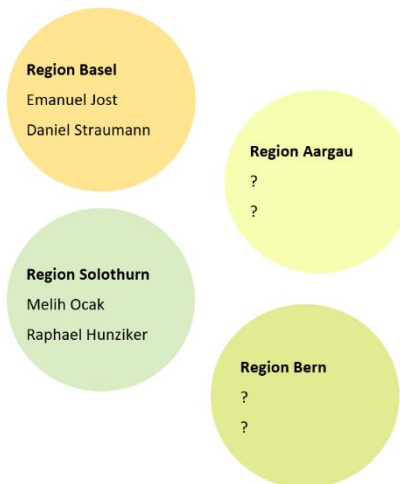 Region Basel
Emanuel Jost
Daniel Straumann
Region Aargau
?
?
Region Solothurn
Melih Ocak
Raphael Hunziker
Region Bern
?
?